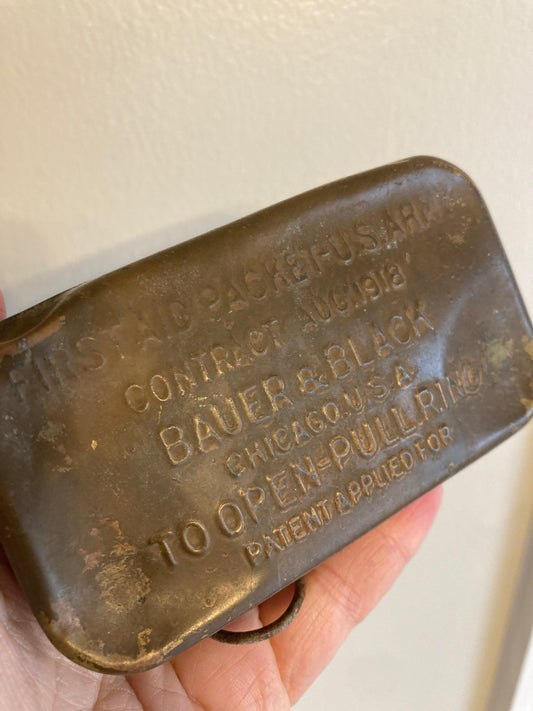 FIRST AID PACKET-U.S. ARMY
CONTRACT AUG. 1918
BAUER & BLACK
CHICAGO, U.S.A.
TO OPEN=PULL RING
PATENT APPLIED FOR